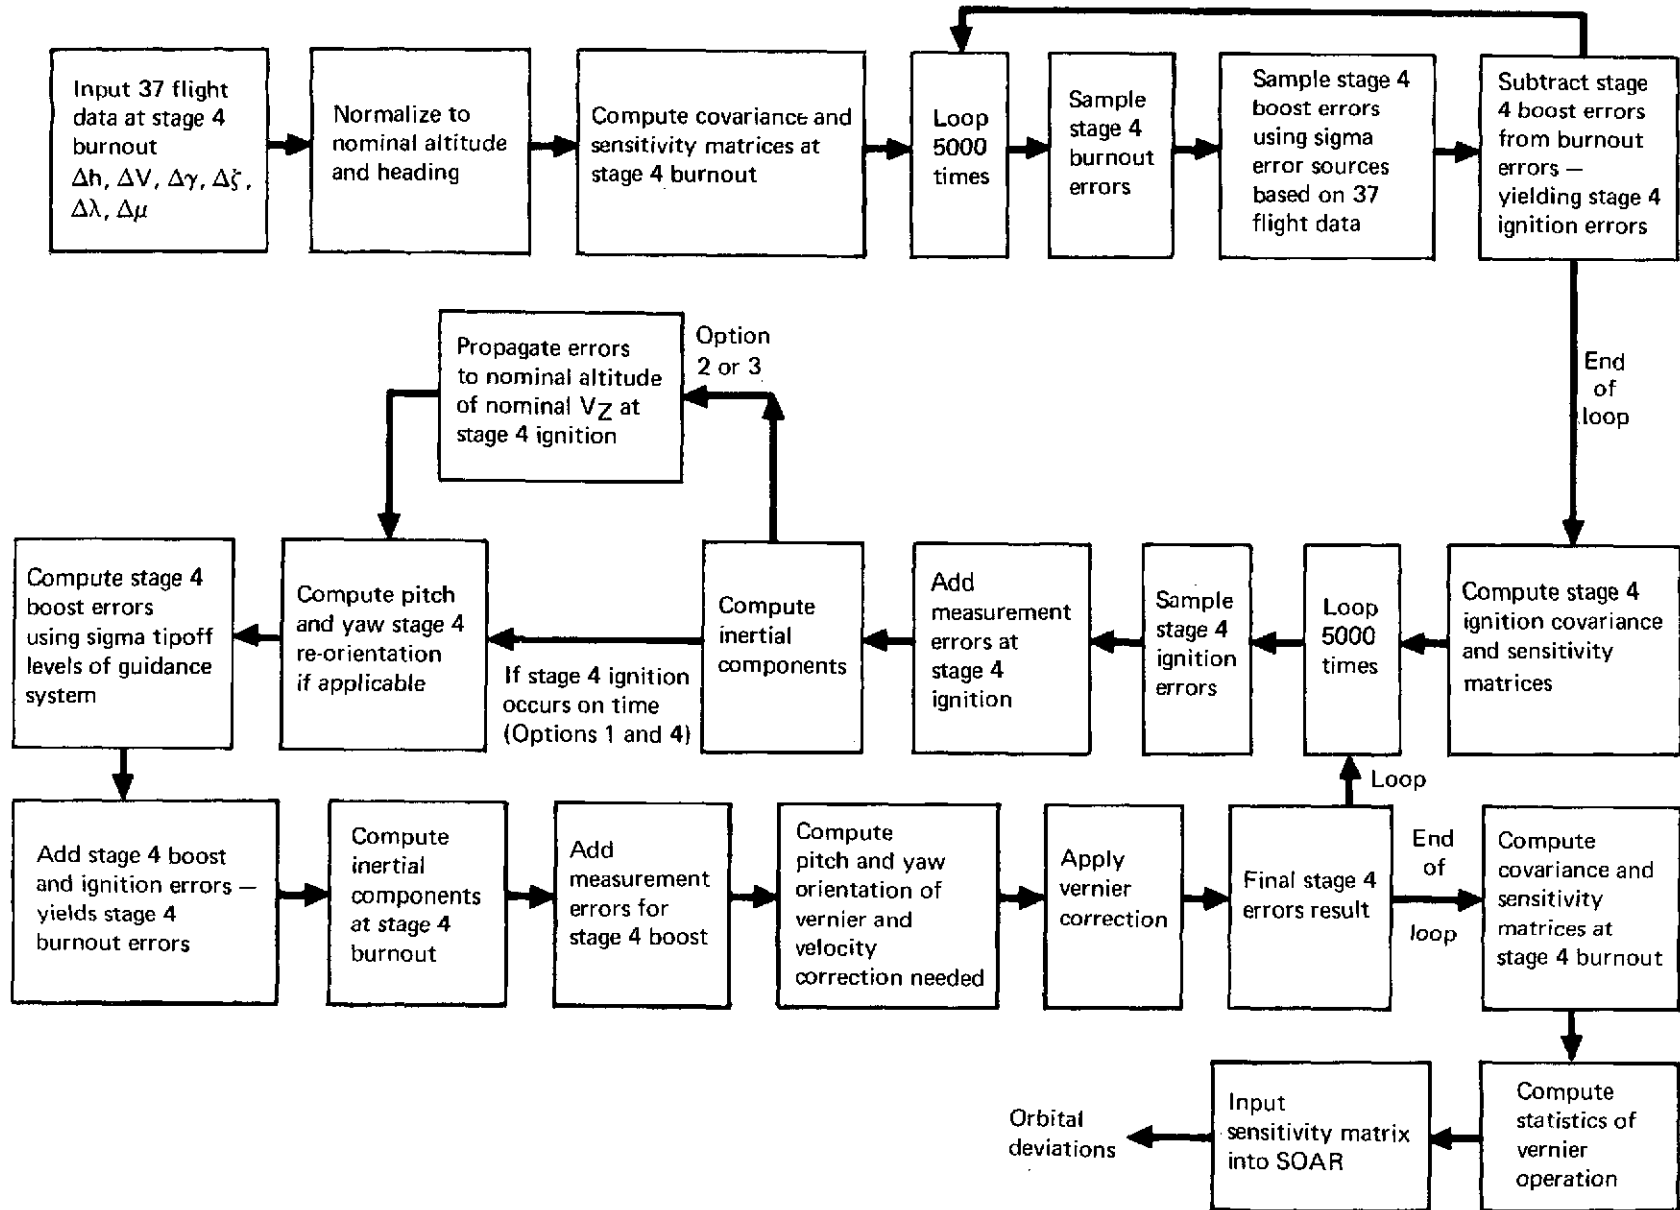 Input 37 flight
data at stage 4
burnout
Δh, ΔV, Δγ, Δζ,
Δλ, Δμ
Normalize to
nominal altitude
and heading
Compute covariance and
sensitivity matrices at
stage 4 burnout
Loop
5000
times
Sample
stage 4
burnout
errors
Sample stage 4
boost errors
using sigma
error sources
based on 37
flight data
Subtract stage
4 boost errors
from burnout
errors —
yielding stage 4
ignition errors
End
of
loop
Propagate errors
to nominal altitude
of nominal VZ at
stage 4 ignition
Option
2 or 3
Compute stage 4
ignition covariance
and sensitivity
matrices
Loop
5000
times
Sample
stage 4
ignition
errors
Add
measurement
errors at
stage 4
ignition
Compute
inertial
components
If stage 4 ignition
occurs on time
(Options 1 and 4)
Compute pitch
and yaw stage 4
re-orientation
if applicable
Compute stage 4
boost errors
using sigma tipoff
levels of guidance
system
Add stage 4 boost
and ignition errors —
yields stage 4
burnout errors
Compute
inertial
components
at stage 4
burnout
Add
measurement
errors for
stage 4 boost
Compute
pitch and yaw
orientation of
vernier and
velocity
correction needed
Apply
vernier
correction
Final stage 4
errors result
Loop
End
of
loop
Compute
covariance and
sensitivity
matrices at
stage 4 burnout
Compute
statistics of
vernier
operation
Input
sensitivity matrix
into SOAR
Orbital
deviations